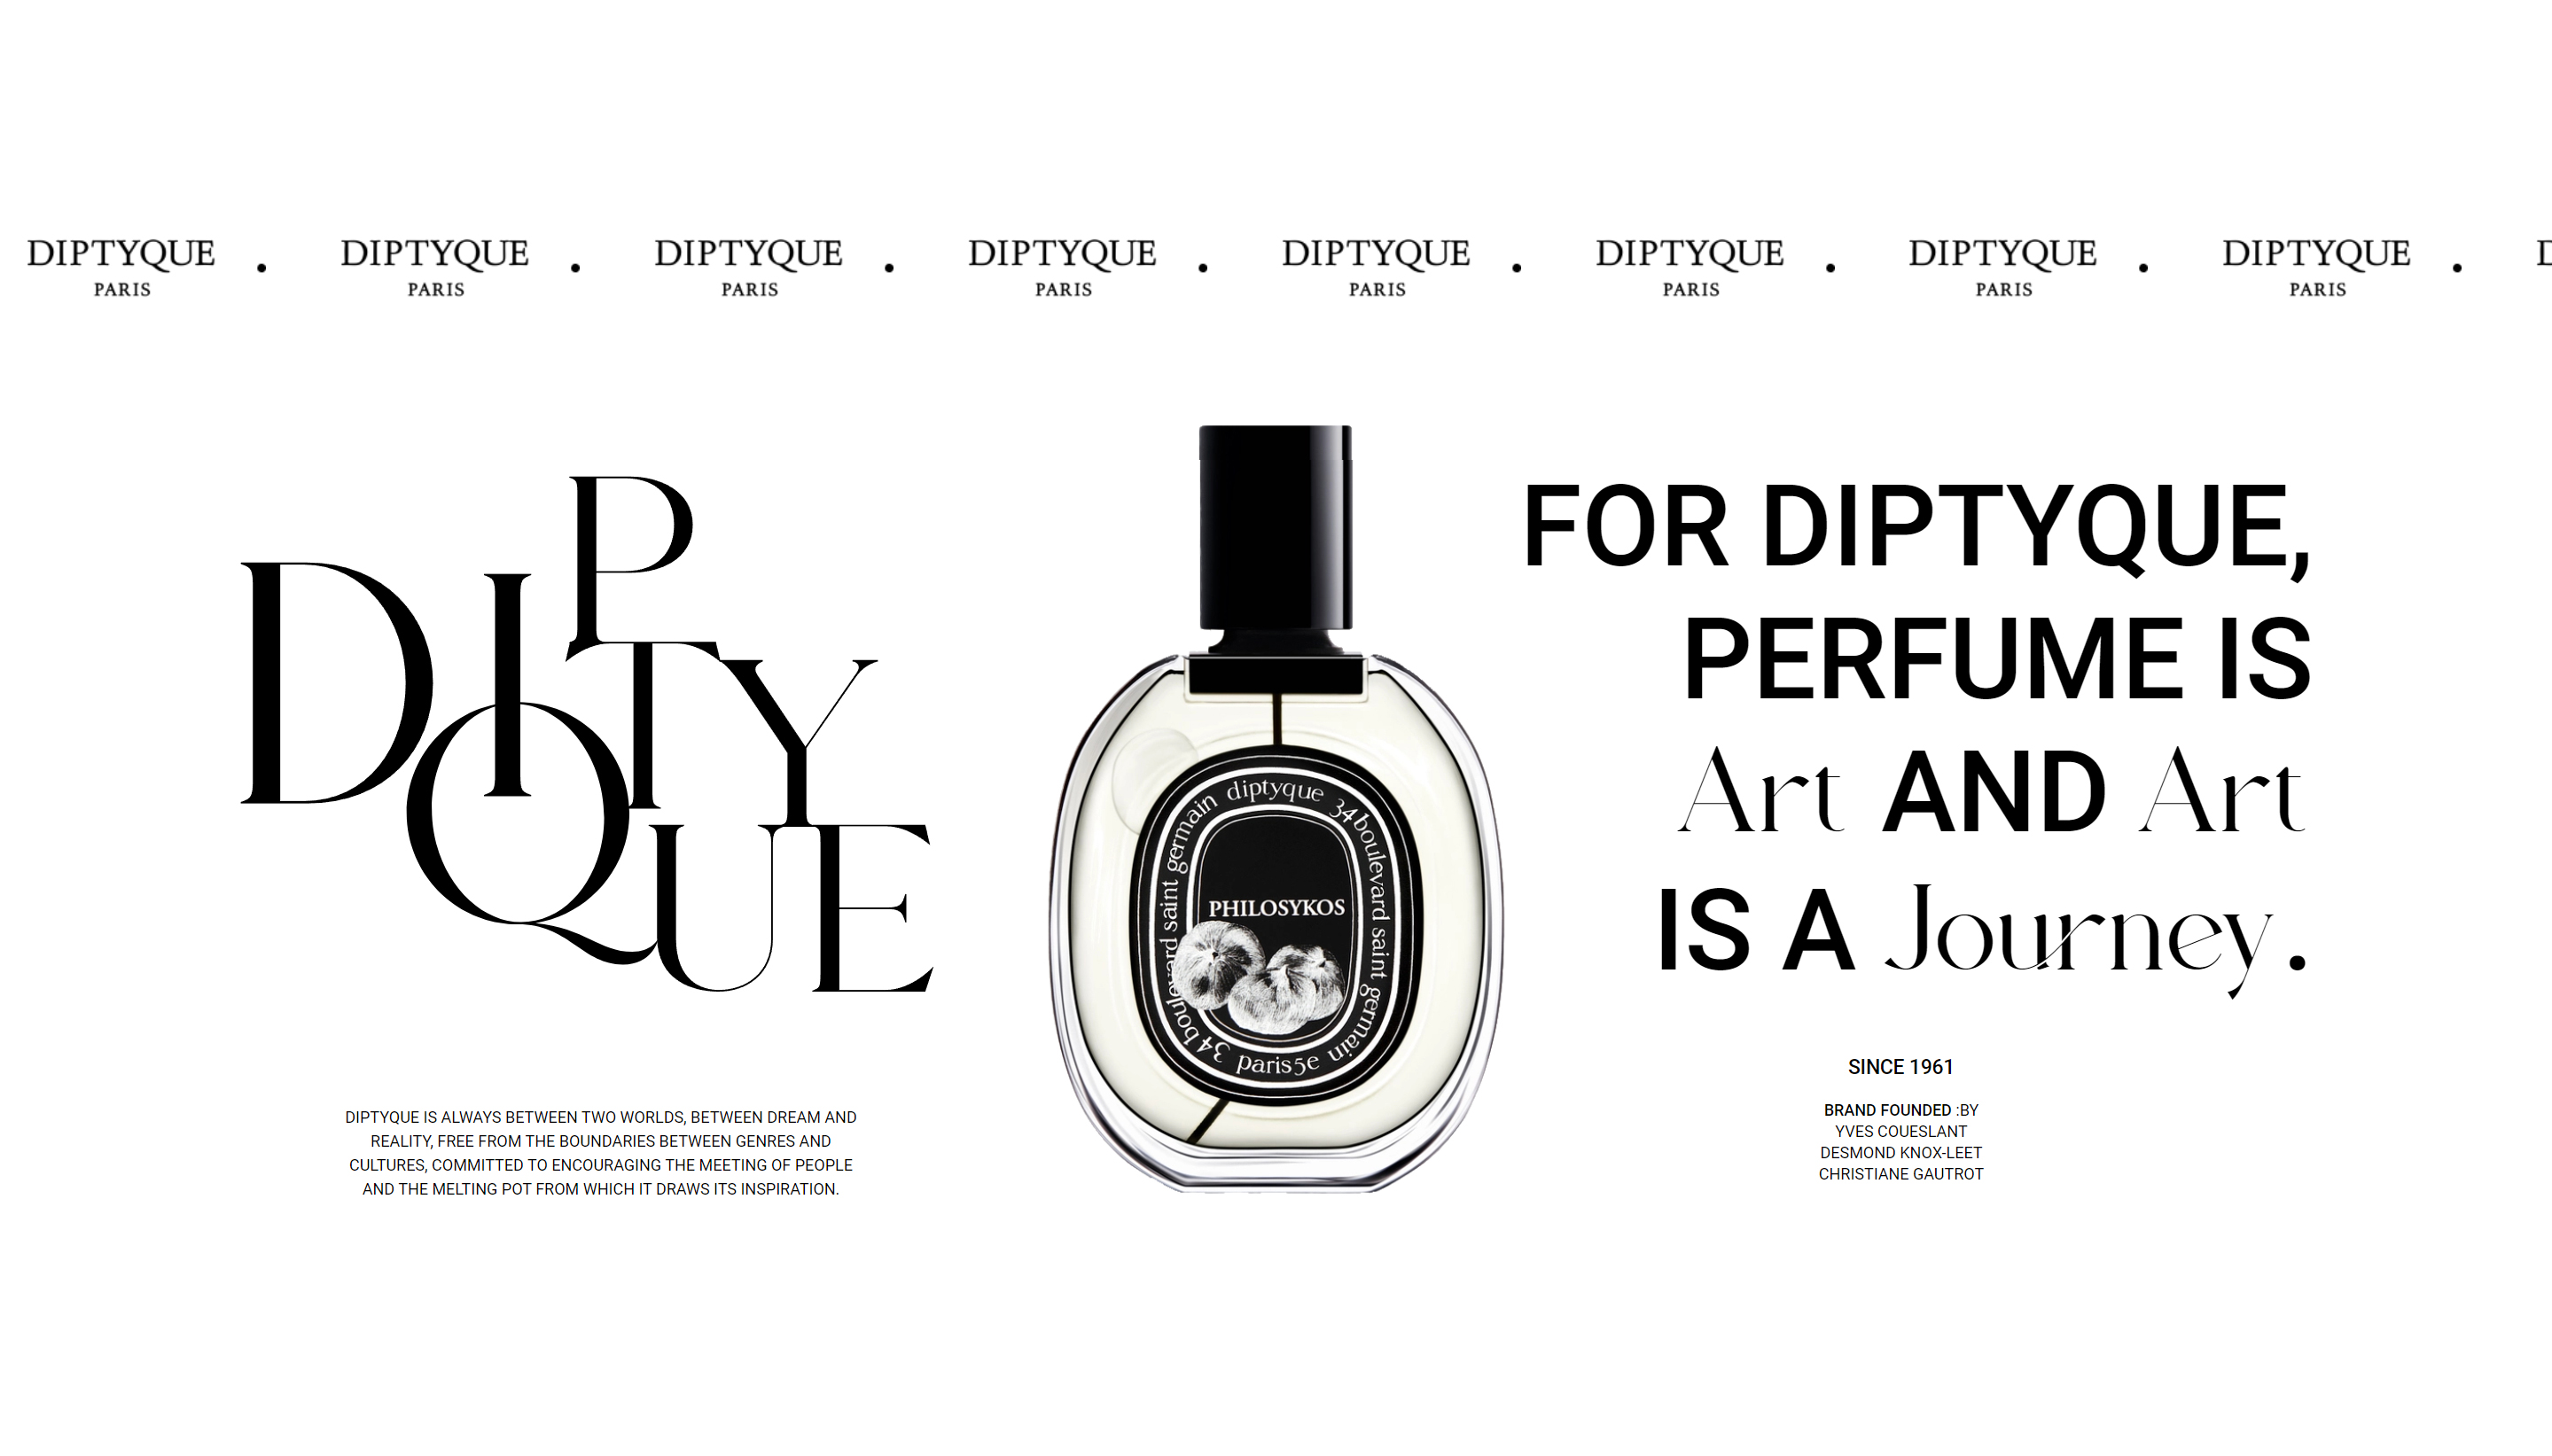 DIPTYQUE PARIS . DIPTYQUE PARIS . DIPTYQUE PARIS . DIPTYQUE PARIS . DIPTYQUE PARIS . DIPTYQUE PARIS . DIPTYQUE PARIS . DIPTYQUE PARIS . D
DIPTYQUE
DIPTYQUE IS ALWAYS BETWEEN TWO WORLDS, BETWEEN DREAM AND
REALITY, FREE FROM THE BOUNDARIES BETWEEN GENRES AND
CULTURES, COMMITTED TO ENCOURAGING THE MEETING OF PEOPLE
AND THE MELTING POT FROM WHICH IT DRAWS ITS INSPIRATION.
diptyque 34 boulevard saint germain paris5e 34 boulevard saint germain
PHILOSYKOS
FOR DIPTYQUE,
PERFUME IS
Art AND Art
IS A Journey.
SINCE 1961
BRAND FOUNDED :BY
YVES COUESLANT
DESMOND KNOX-LEET
CHRISTIANE GAUTROT